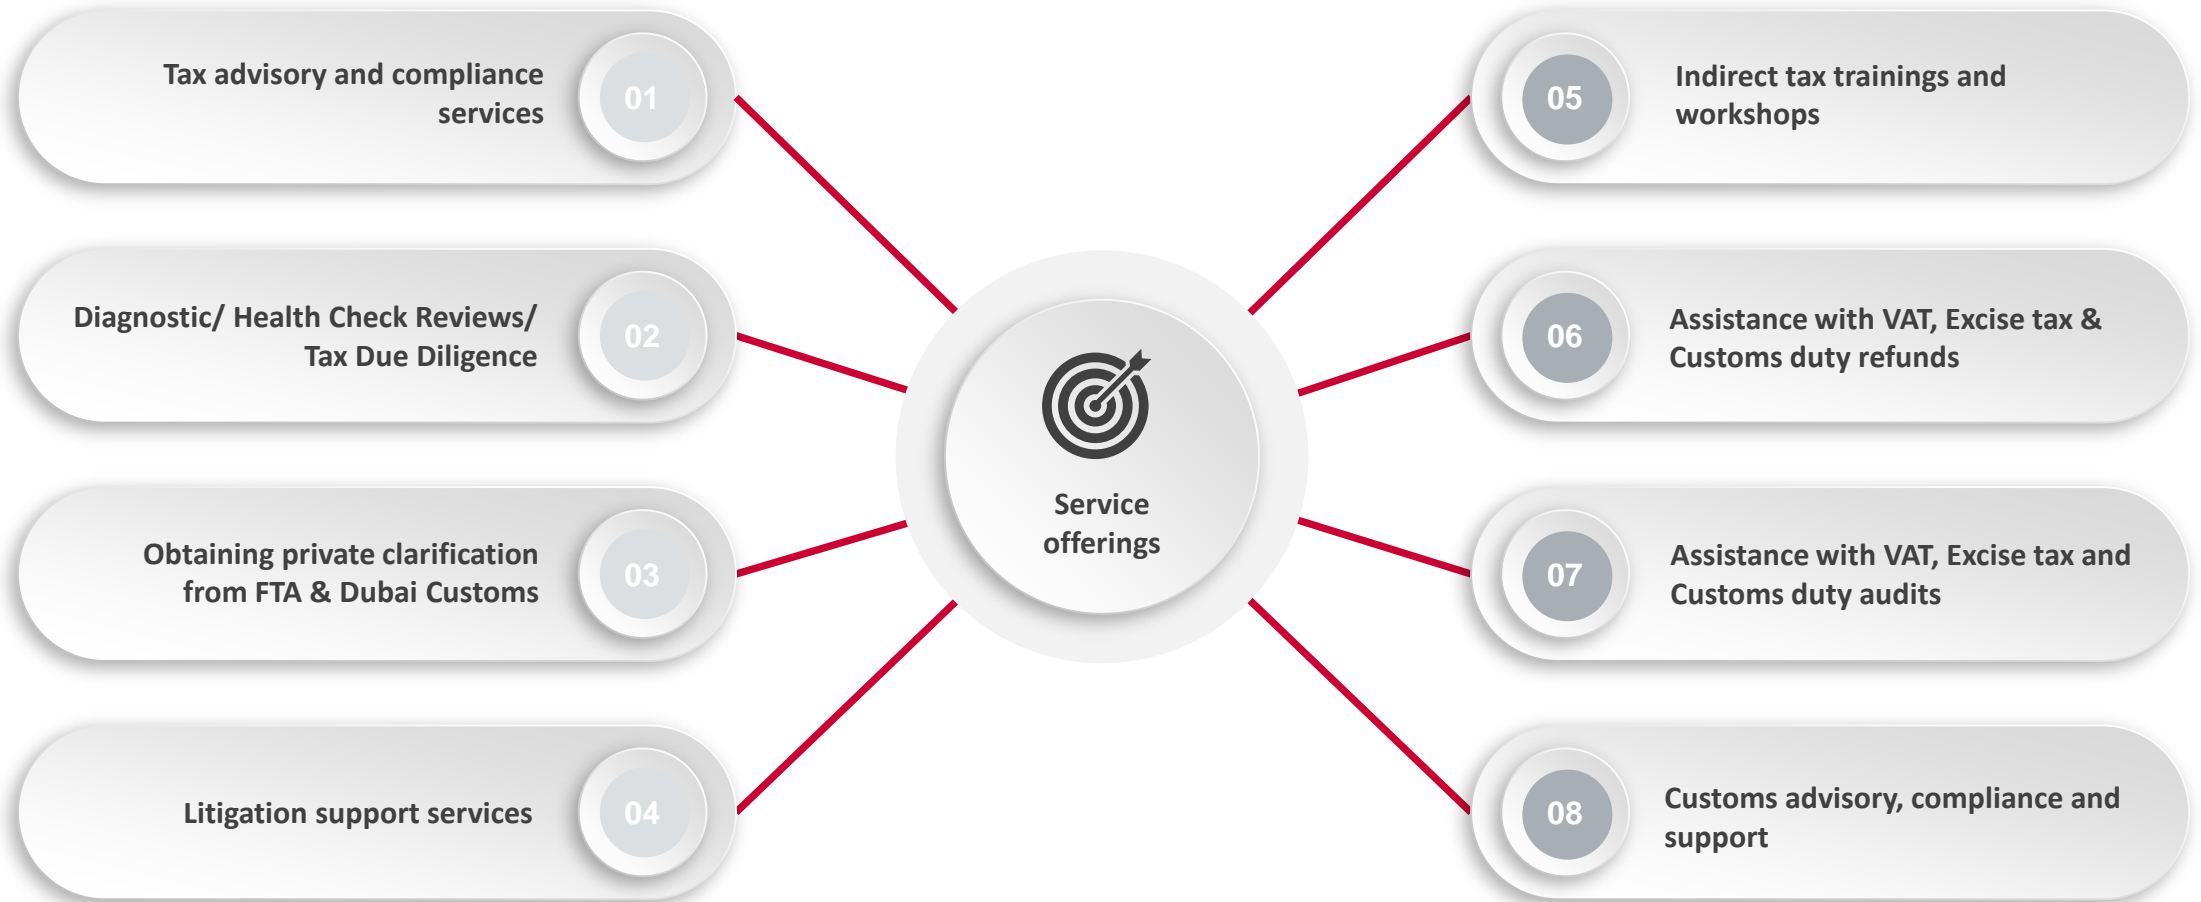 Tax advisory and compliance
services
01
Diagnostic/ Health Check Reviews/
Tax Due Diligence
02
Obtaining private clarification
from FTA & Dubai Customs
03
Litigation support services
04
Service
offerings
05
Indirect tax trainings and
workshops
06
Assistance with VAT, Excise tax &
Customs duty refunds
07
Assistance with VAT, Excise tax and
Customs duty audits
08
Customs advisory, compliance and
support